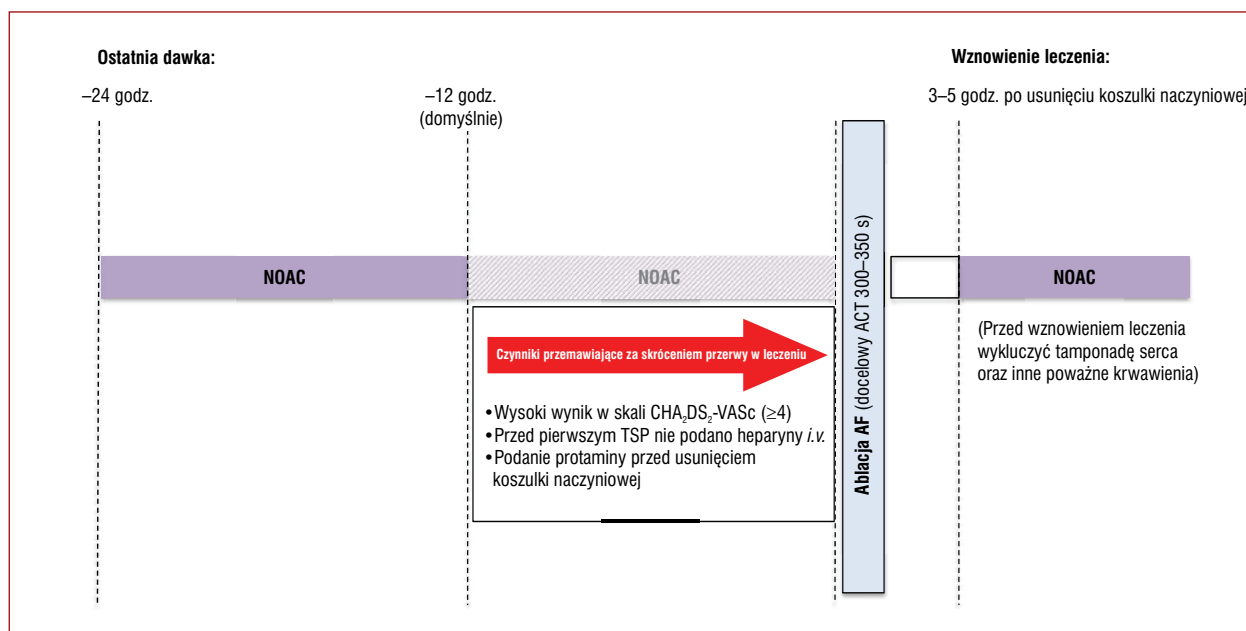 Ostatnia dawka:
Wznowienie leczenia:
–24 godz.
–12 godz.
(domyślnie)
3–5 godz. po usunięciu koszulki naczyniowej
NOAC
NOAC
Ablacja AF (docelowy ACT 300–350 s)
NOAC
Czynniki przemawiające za skróceniem przerwy w leczeniu
•Wysoki wynik w skali CHA₂DS₂-VASc (≥4)
•Przed pierwszym TSP nie podano heparyny i.v.
•Podanie protaminy przed usunięciem
koszulki naczyniowej
(Przed wznowieniem leczenia
wykluczyć tamponadę serca
oraz inne poważne krwawienia)